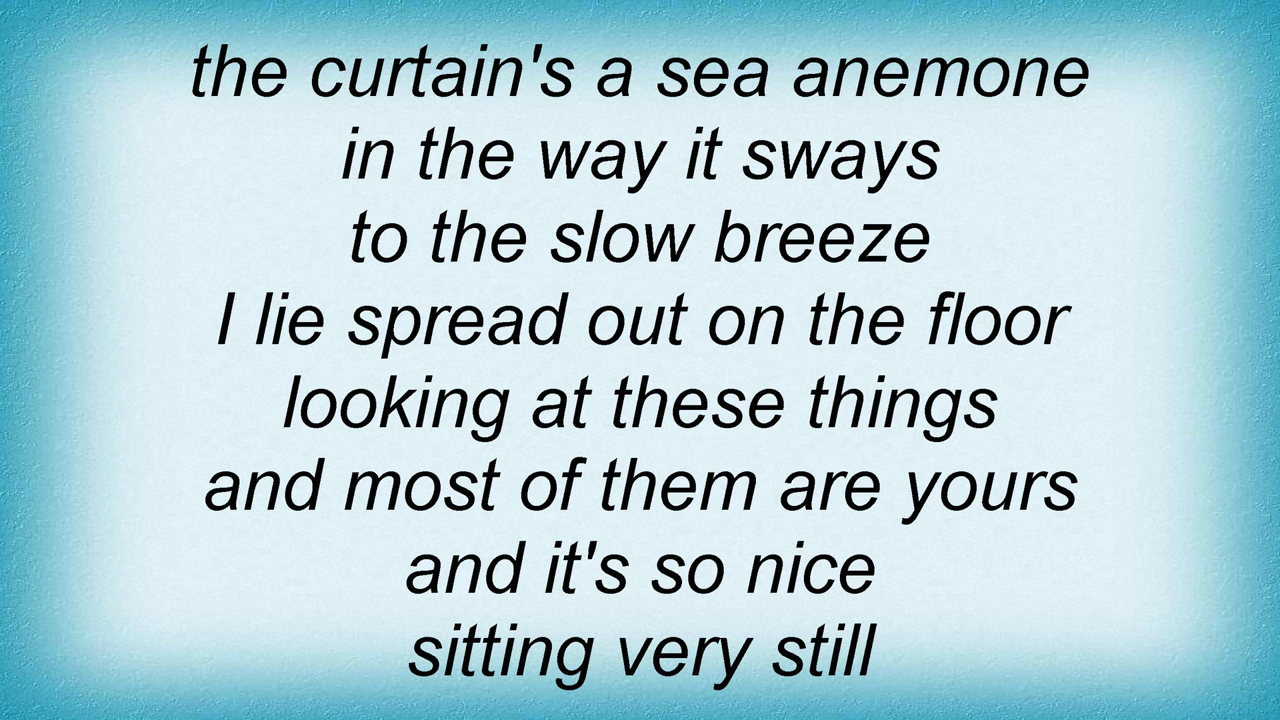 the curtain's a sea anemone
in the way it sways
to the slow breeze
I lie spread out on the floor
looking at these things
and most of them are yours
and it's so nice
sitting very still